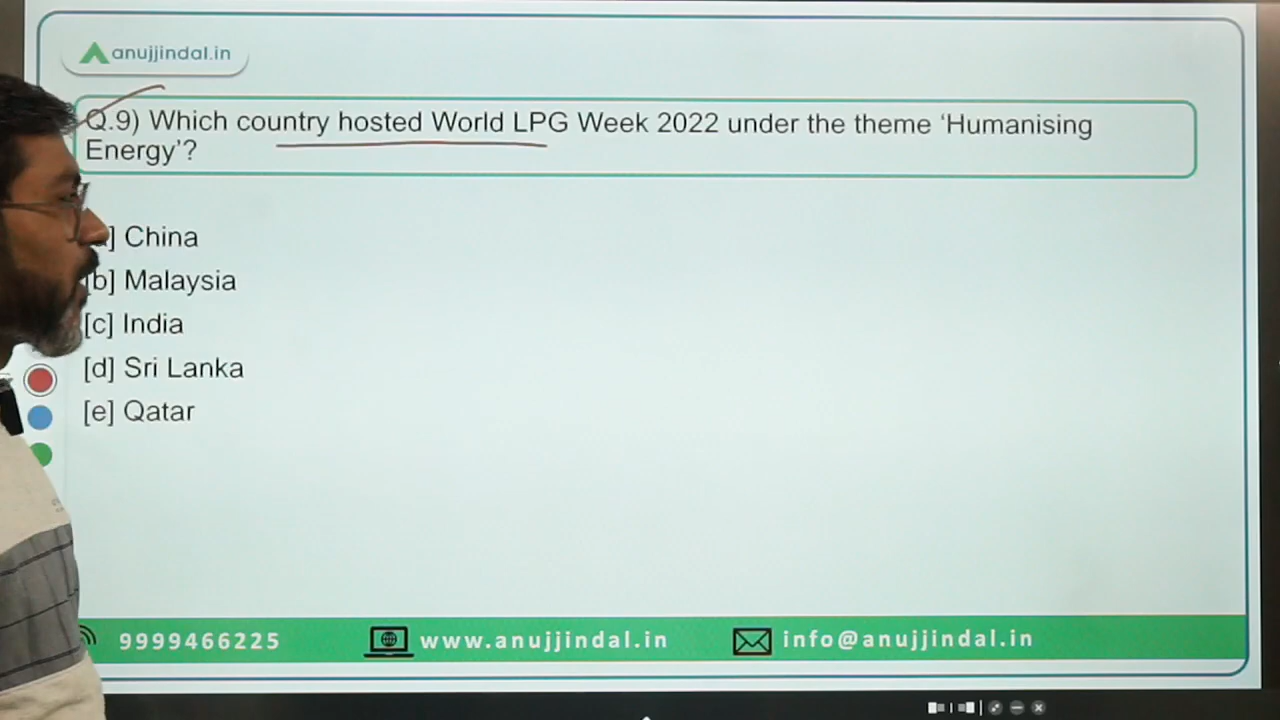 anujjindal.in
Q.9) Which country hosted World LPG Week 2022 under the theme ‘Humanising
Energy’?
] China
[b] Malaysia
[c] India
[d] Sri Lanka
[e] Qatar
9999466225 www.anujjindal.in info@anujjindal.in